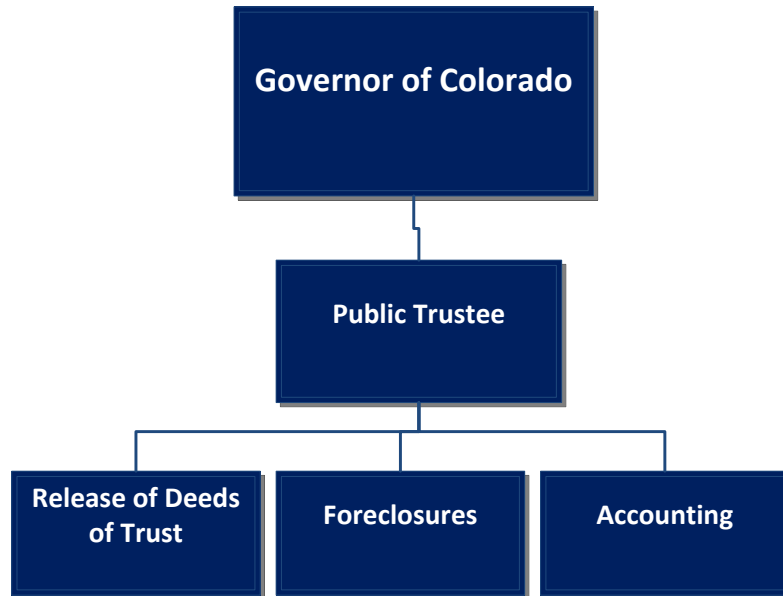 Governor of Colorado
Public Trustee
Release of Deeds
of Trust
Foreclosures
Accounting